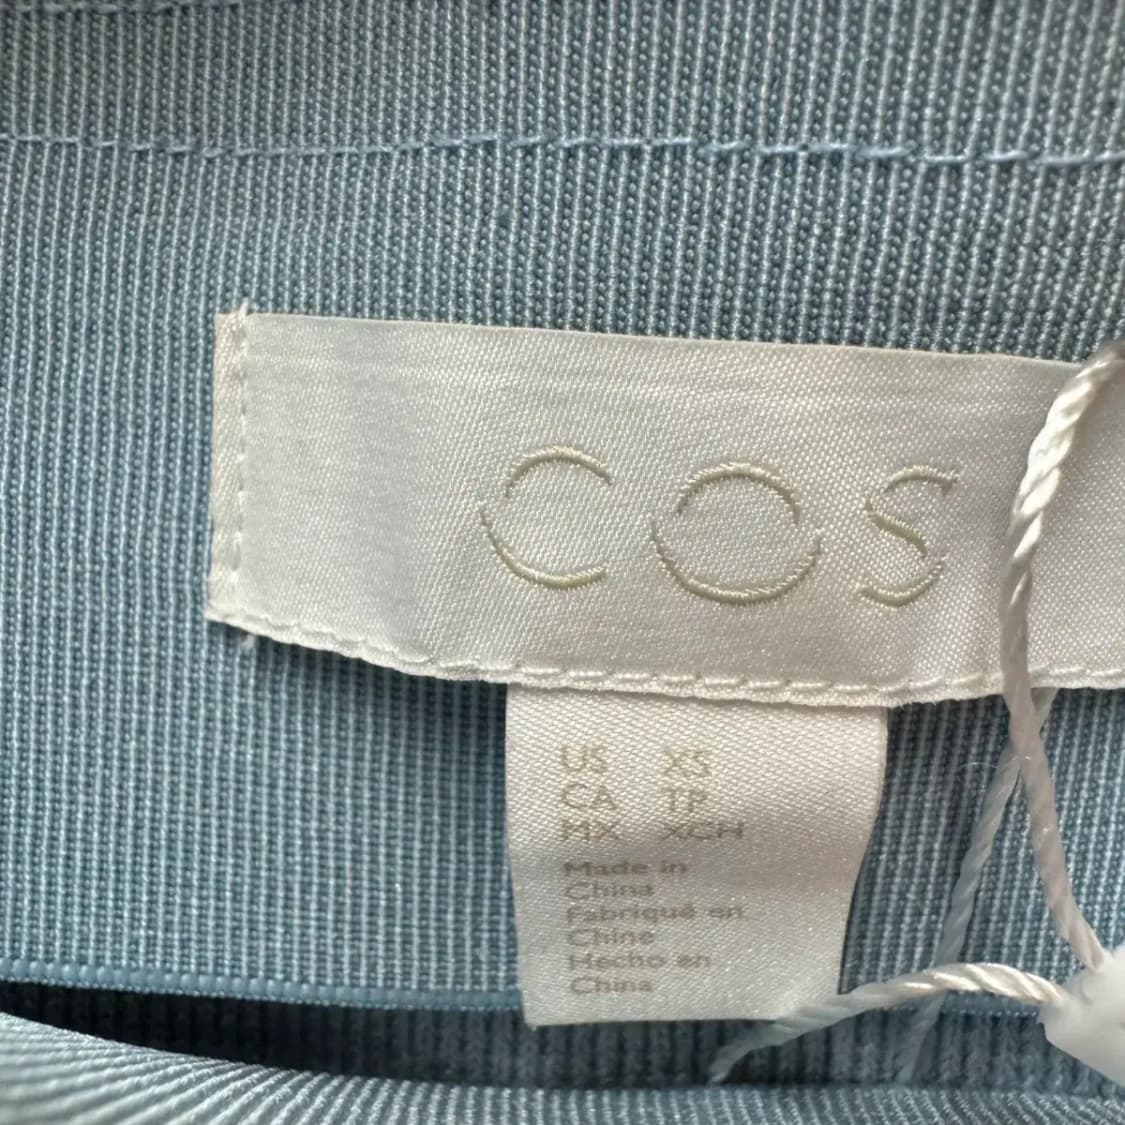 COS
US XS
CA TP
MX XCH
Made in
China
Fabriqué en
Chine
Hecho en
China